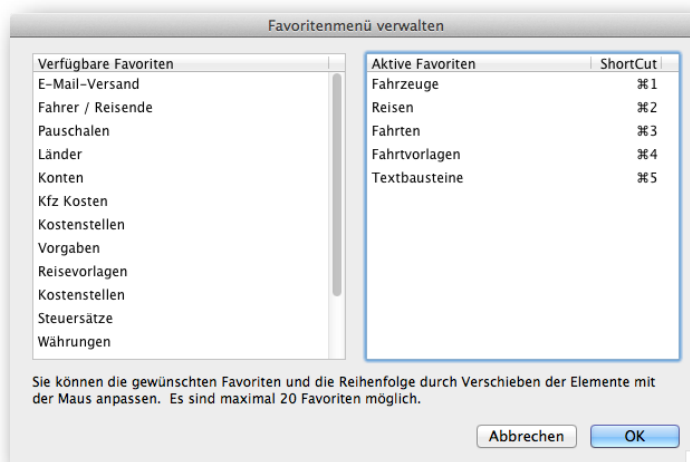 Favoritenmenü verwalten
Verfügbare Favoriten
E-Mail-Versand
Fahrer / Reisende
Pauschalen
Länder
Konten
Kfz Kosten
Kostenstellen
Vorgaben
Reisevorlagen
Kostenstellen
Steuersätze
Währungen
Aktive Favoriten ShortCut
Fahrzeuge ⌘1
Reisen ⌘2
Fahrten ⌘3
Fahrtvorlagen ⌘4
Textbausteine ⌘5
Sie können die gewünschten Favoriten und die Reihenfolge durch Verschieben der Elemente mit
der Maus anpassen. Es sind maximal 20 Favoriten möglich.
Abbrechen OK